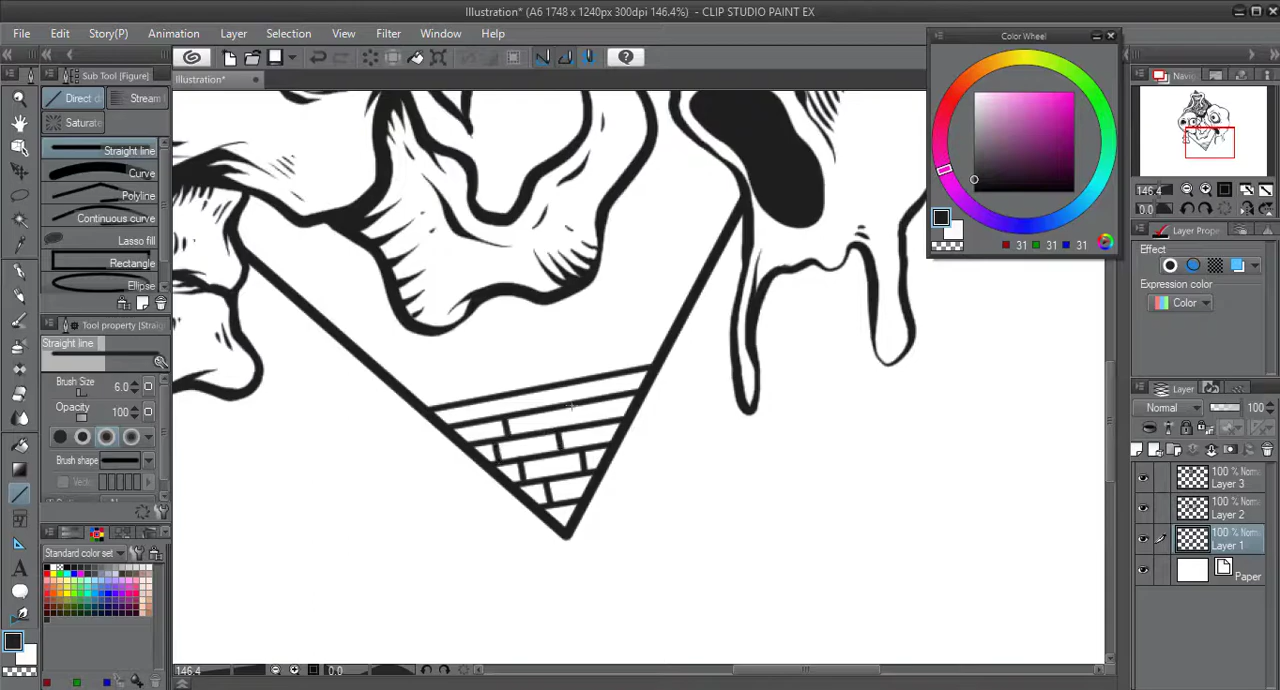 Illustration* (A6 1748 x 1240px 300dpi 146.4%) - CLIP STUDIO PAINT EX
File Edit Story(P) Animation Layer Selection View Filter Window Help
Sub Tool [Figure]
Illustration*
Direct d
Stream
Saturate
Straight line
Curve
Polyline
Continuous curve
Lasso fill
Rectangle
Ellipse
Tool property [Straig
Straight line
Brush Size 6.0
Opacity 100
Brush shape
Vect
Standard color set
146.4 0.0
Color Wheel
31 31 31
Navig
146.4
0.0
Layer Prope
Effect
Expression color
Color
Layer
Normal 100
100 % Norm
Layer 3
100 % Norm
Layer 2
100 % Norm
Layer 1
Paper